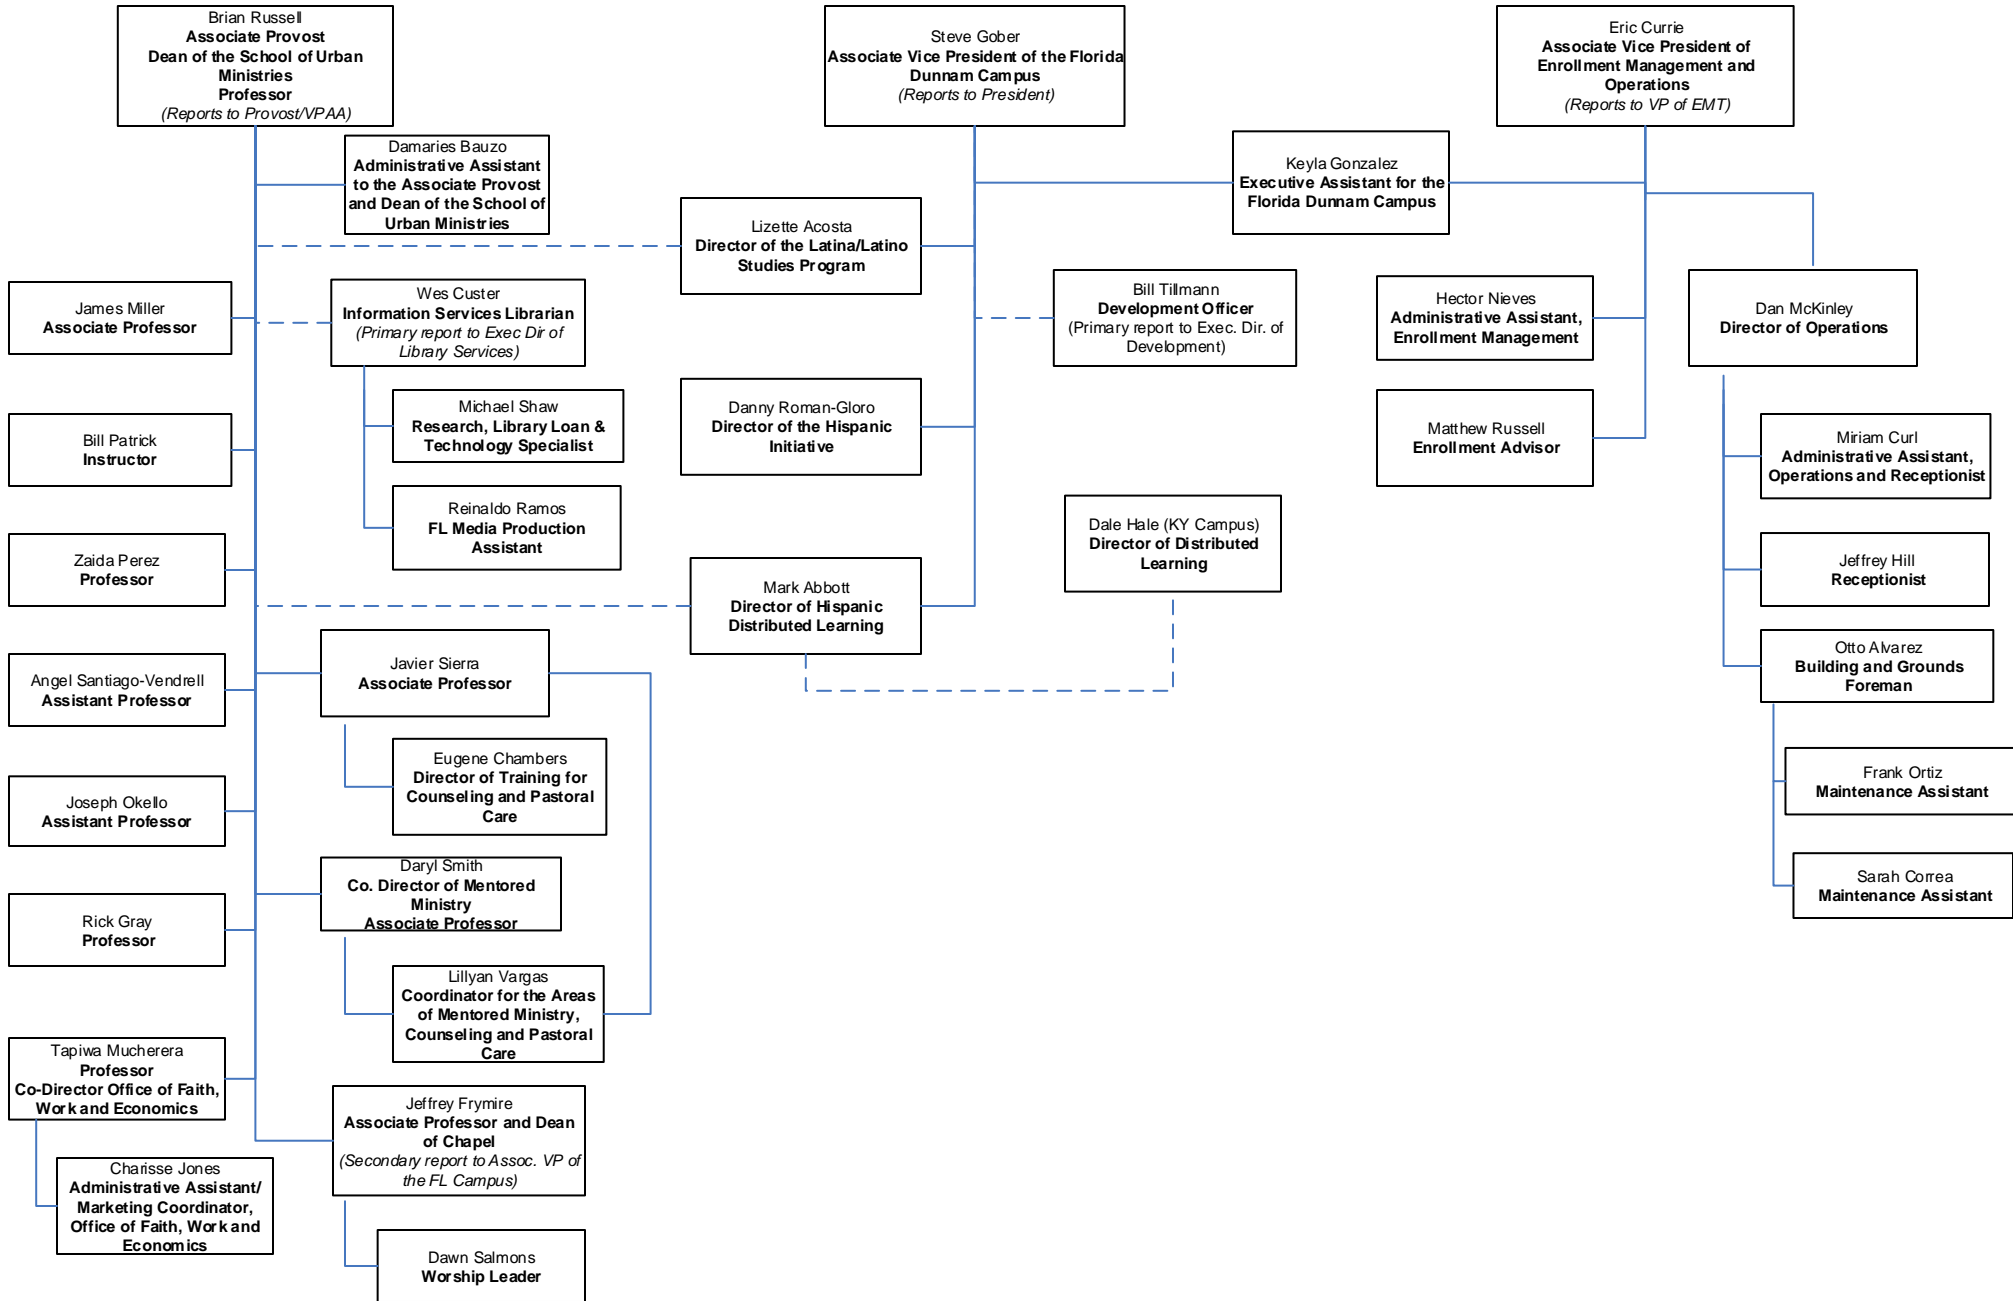 Brian Russell
Associate Provost
Dean of the School of Urban
Ministries
Professor
(Reports to Provost/VPAA)
Steve Gober
Associate Vice President of the Florida
Dunnam Campus
(Reports to President)
Eric Currie
Associate Vice President of
Enrollment Management and
Operations
(Reports to VP of EMT)
Damaries Bauzo
Administrative Assistant
to the Associate Provost
and Dean of the School of
Urban Ministries
Keyla Gonzalez
Executive Assistant for the
Florida Dunnam Campus
Lizette Acosta
Director of the Latina/Latino
Studies Program
James Miller
Associate Professor
Wes Custer
Information Services Librarian
(Primary report to Exec Dir of
Library Services)
Bill Tillmann
Development Officer
(Primary report to Exec. Dir. of
Development)
Hector Nieves
Administrative Assistant,
Enrollment Management
Dan McKinley
Director of Operations
Michael Shaw
Research, Library Loan &
Technology Specialist
Danny Roman-Gloro
Director of the Hispanic
Initiative
Matthew Russell
Enrollment Advisor
Miriam Curl
Administrative Assistant,
Operations and Receptionist
Bill Patrick
Instructor
Reinaldo Ramos
FL Media Production
Assistant
Dale Hale (KY Campus)
Director of Distributed
Learning
Jeffrey Hill
Receptionist
Zaida Perez
Professor
Mark Abbott
Director of Hispanic
Distributed Learning
Otto Alvarez
Building and Grounds
Foreman
Angel Santiago-Vendrell
Assistant Professor
Javier Sierra
Associate Professor
Eugene Chambers
Director of Training for
Counseling and Pastoral
Care
Frank Ortiz
Maintenance Assistant
Joseph Okello
Assistant Professor
Daryl Smith
Co. Director of Mentored
Ministry
Associate Professor
Sarah Correa
Maintenance Assistant
Rick Gray
Professor
Lillyan Vargas
Coordinator for the Areas
of Mentored Ministry,
Counseling and Pastoral
Care
Tapiwa Mucherera
Professor
Co-Director Office of Faith,
Work and Economics
Jeffrey Frymire
Associate Professor and Dean
of Chapel
(Secondary report to Assoc. VP of
the FL Campus)
Charisse Jones
Administrative Assistant/
Marketing Coordinator,
Office of Faith, Work and
Economics
Dawn Salmons
Worship Leader